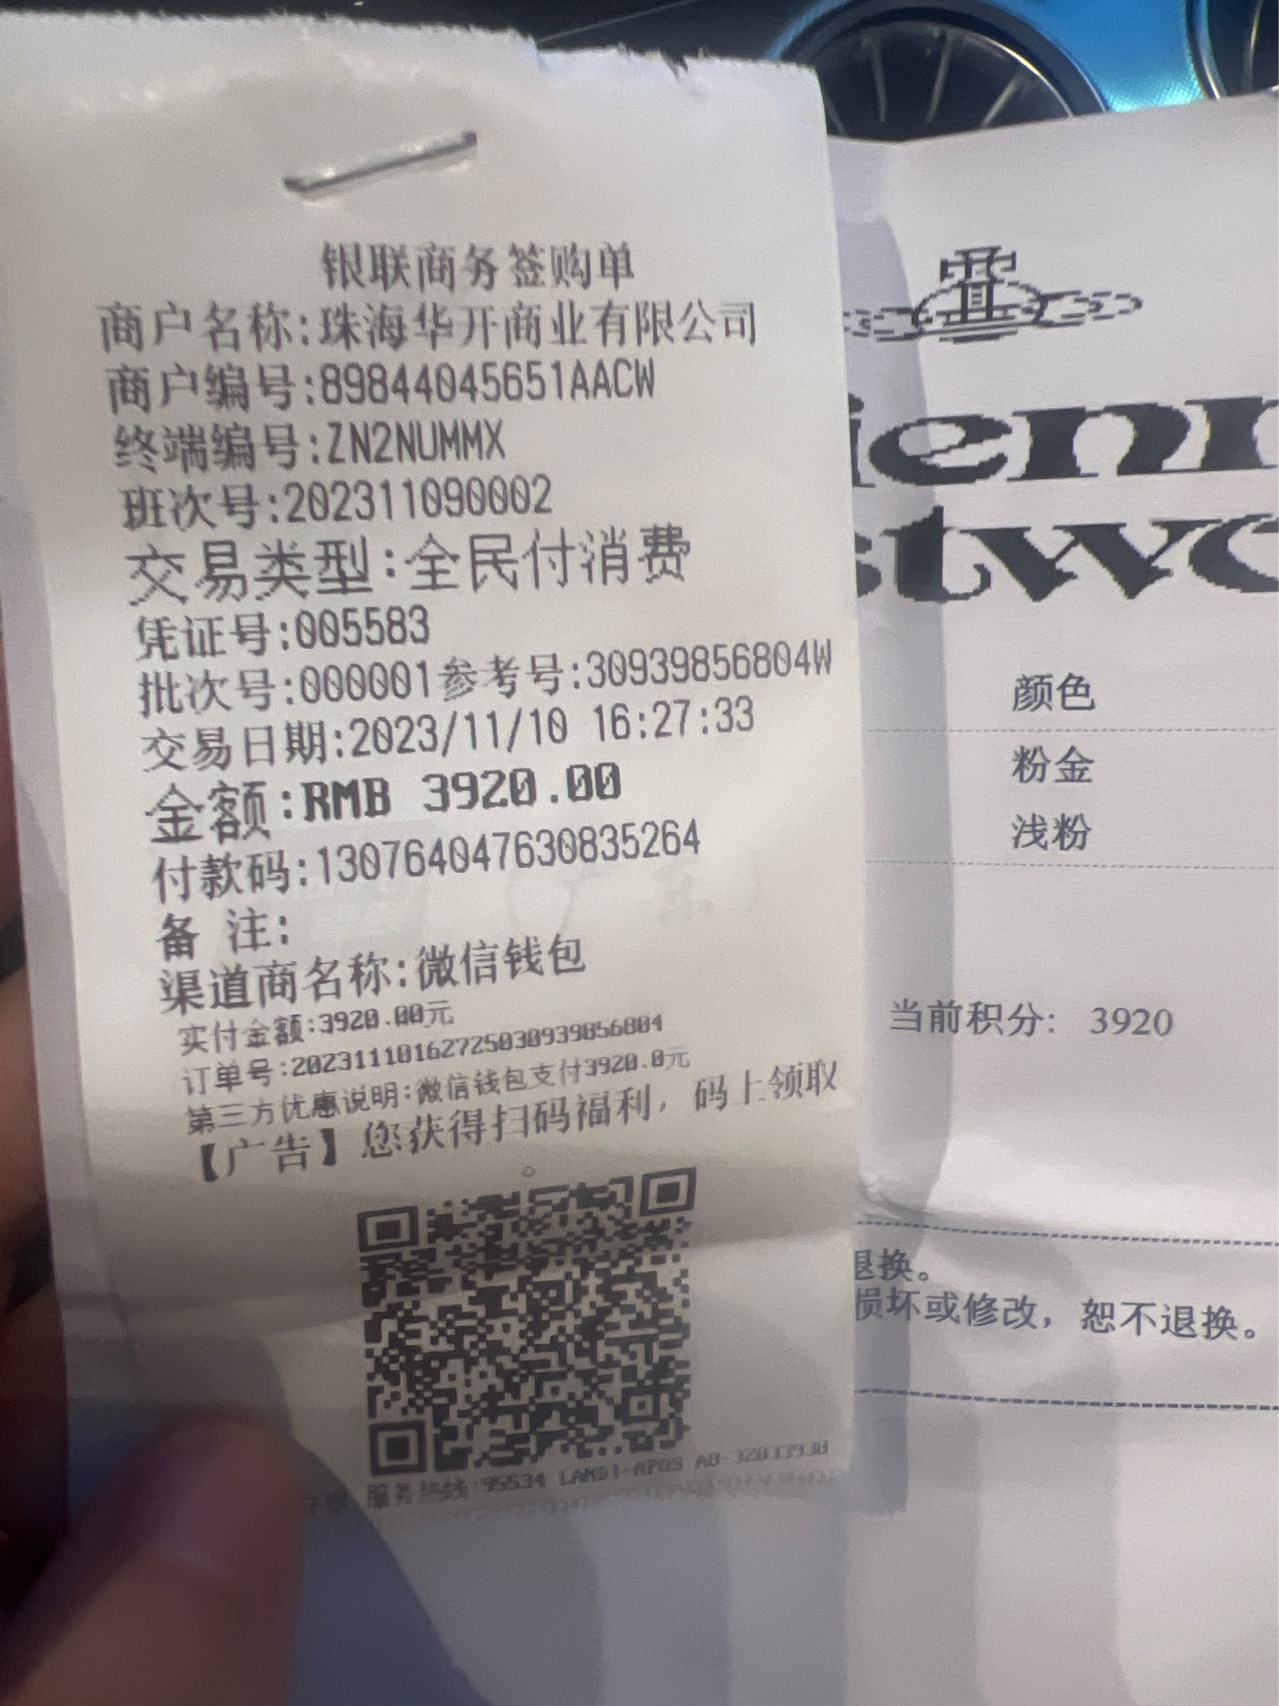 银联商务签购单
商户名称:珠海华开商业有限公司
商户编号:89844045651AACW
终端编号:ZN2NUMMX
班次号:202311090002
交易类型:全民付消费
凭证号:005583
批次号:000001参考号:30939856804W
交易日期:2023/11/10 16:27:33
金额:RMB 3920.00
付款码:130764047630835264
备 注:
渠道商名称:微信钱包
实付金额:3920.00元
订单号:20231110162725030939856804
第三方优惠说明:微信钱包支付3920.0元
【广告】您获得扫码福利，码上领取
。
服务热线:95534 LANDI-APOS A8
颜色
粉金
浅粉
当前积分: 3920
退换。
损坏或修改，恕不退换。